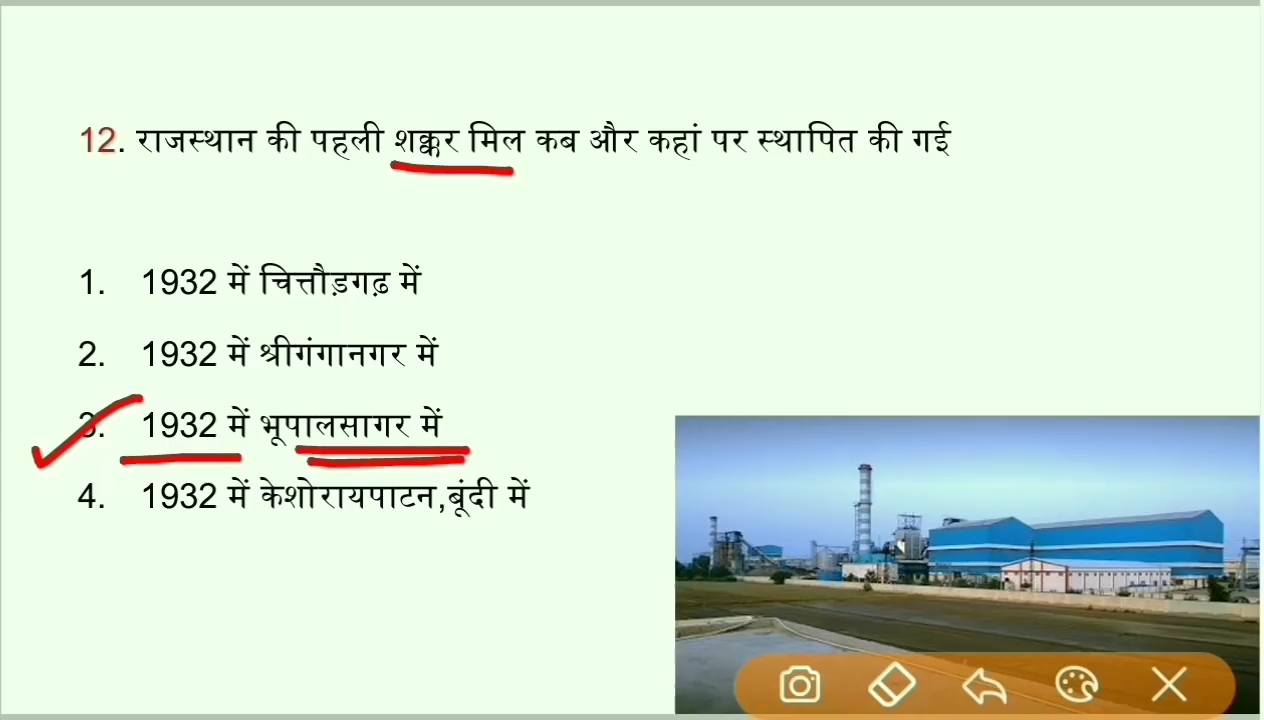 12. राजस्थान की पहली शक्कर मिल कब और कहां पर स्थापित की गई
1. 1932 में चित्तौड़गढ़ में
2. 1932 में श्रीगंगानगर में
3. 1932 में भूपालसागर में
4. 1932 में केशोरायपाटन,बूंदी में